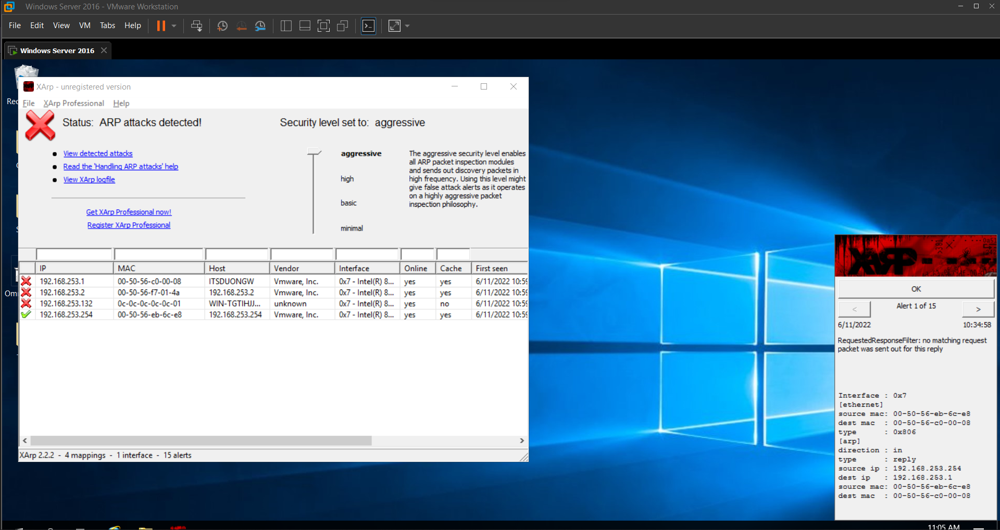 Windows Server 2016 - VMware Workstation
File Edit View VM Tabs Help
Windows Server 2016
XArp - unregistered version
File XArp Professional Help
Status: ARP attacks detected!
Security level set to: aggressive
View detected attacks
Read the 'Handling ARP attacks' help
View XArp logfile
Get XArp Professional now!
Register XArp Professional
aggressive
high
basic
minimal
The aggressive security level enables
all ARP packet inspection modules
and sends out discovery packets in
high frequency. Using this level might
give false attack alerts as it operates
on a highly aggressive packet
inspection philosophy.
IP MAC Host Vendor Interface Online Cache First seen
192.168.253.1 00-50-56-c0-00-08 ITSDUONGW Vmware, Inc. 0x7 - Intel(R) 8... yes yes 6/11/2022 10:59
192.168.253.2 00-50-56-f7-01-4a 192.168.253.2 Vmware, Inc. 0x7 - Intel(R) 8... yes yes 6/11/2022 10:59
192.168.253.132 0c-0c-0c-0c-0c-01 WIN-TGTIHJJ... unknown 0x7 - Intel(R) 8... yes no 6/11/2022 10:59
192.168.253.254 00-50-56-eb-6c-e8 192.168.253.254 Vmware, Inc. 0x7 - Intel(R) 8... yes yes 6/11/2022 10:59
XArp 2.2.2 - 4 mappings - 1 interface - 15 alerts
XARP
OK
< Alert 1 of 15 >
6/11/2022 10:34:58
RequestedResponseFilter: no matching request
packet was sent out for this reply
Interface : 0x7
[ethernet]
source mac: 00-50-56-eb-6c-e8
dest mac : 00-50-56-c0-00-08
type : 0x806
[arp]
direction : in
type : reply
source ip : 192.168.253.254
dest ip : 192.168.253.1
source mac: 00-50-56-eb-6c-e8
dest mac : 00-50-56-c0-00-08
11:05 AM